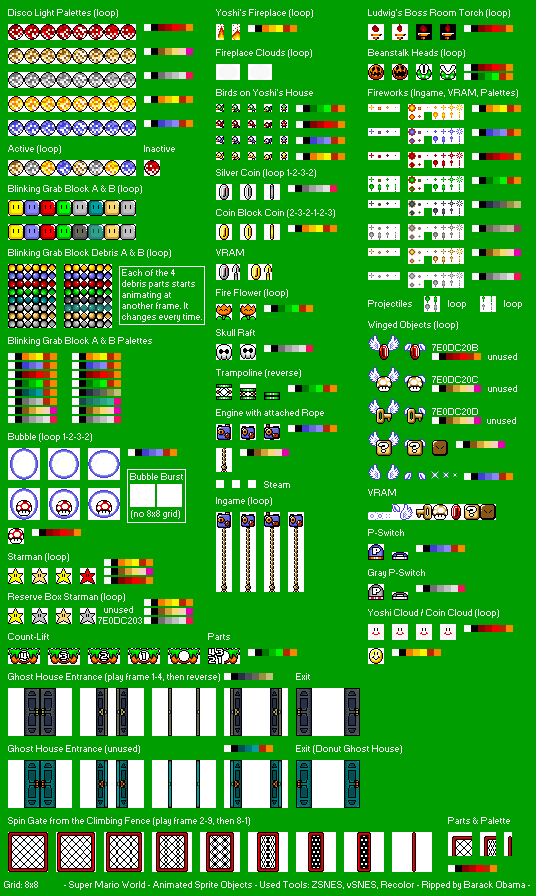 Disco Light Palettes (loop)
Active (loop)
Inactive
Blinking Grab Block A & B (loop)
Blinking Grab Block Debris A & B (loop)
Each of the 4
debris parts starts
animating at
another frame. It
changes every time.
Blinking Grab Block A & B Palettes
Bubble (loop 1-2-3-2)
Bubble Burst
(no 8x8 grid)
Starman (loop)
Reserve Box Starman (loop)
unused
7E0DC203
Count-Lift
Parts
Yoshi's Fireplace (loop)
Fireplace Clouds (loop)
Birds on Yoshi's House
Silver Coin (loop 1-2-3-2)
Coin Block Coin (2-3-2-1-2-3)
VRAM
Fire Flower (loop)
Skull Raft
Trampoline (reverse)
Engine with attached Rope
Steam
Ingame (loop)
Ludwig's Boss Room Torch (loop)
Beanstalk Heads (loop)
Fireworks (Ingame, VRAM, Palettes)
Projectiles
loop
loop
Winged Objects (loop)
7E0DC20B
unused
7E0DC20C
unused
7E0DC20D
unused
VRAM
P-Switch
Gray P-Switch
Yoshi Cloud / Coin Cloud (loop)
Ghost House Entrance (play frame 1-4, then reverse)
Exit
Ghost House Entrance (unused)
Exit (Donut Ghost House)
Spin Gate from the Climbing Fence (play frame 2-9, then 8-1)
Parts & Palette
Grid: 8x8
- Super Mario World - Animated Sprite Objects - Used Tools: ZSNES, vSNES, Recolor - Ripped by Barack Obama -